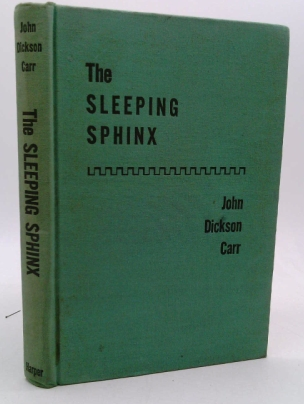 John
Dickson
Carr
The SLEEPING SPHINX
Harper
The
SLEEPING
SPHINX
John
Dickson
Carr